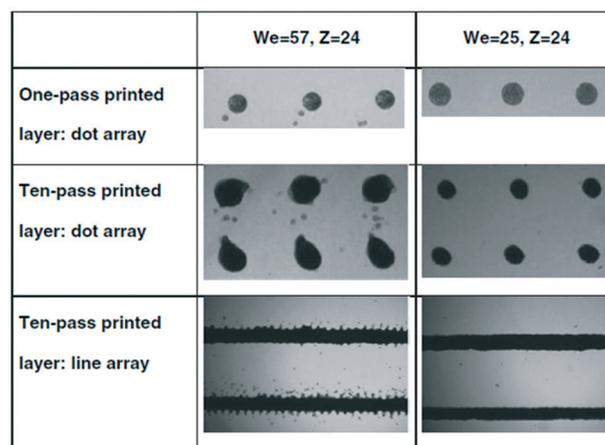 We=57, Z=24
We=25, Z=24
One-pass printed
layer: dot array
Ten-pass printed
layer: dot array
Ten-pass printed
layer: line array